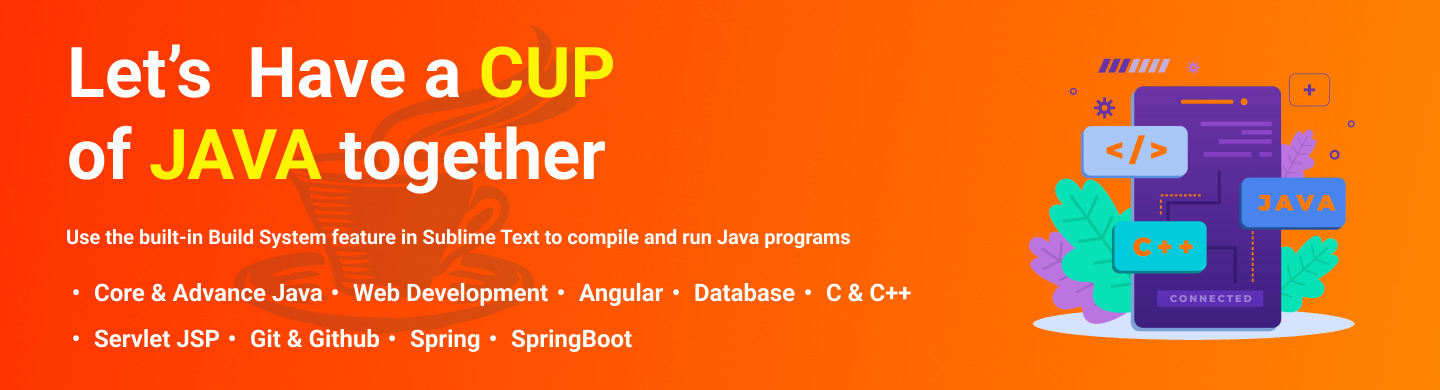 Let’s Have a CUP
of JAVA together
Use the built-in Build System feature in Sublime Text to compile and run Java programs
• Core & Advance Java • Web Development • Angular • Database • C & C++
• Servlet JSP • Git & Github • Spring • SpringBoot
</>
JAVA
C++
CONNECTED